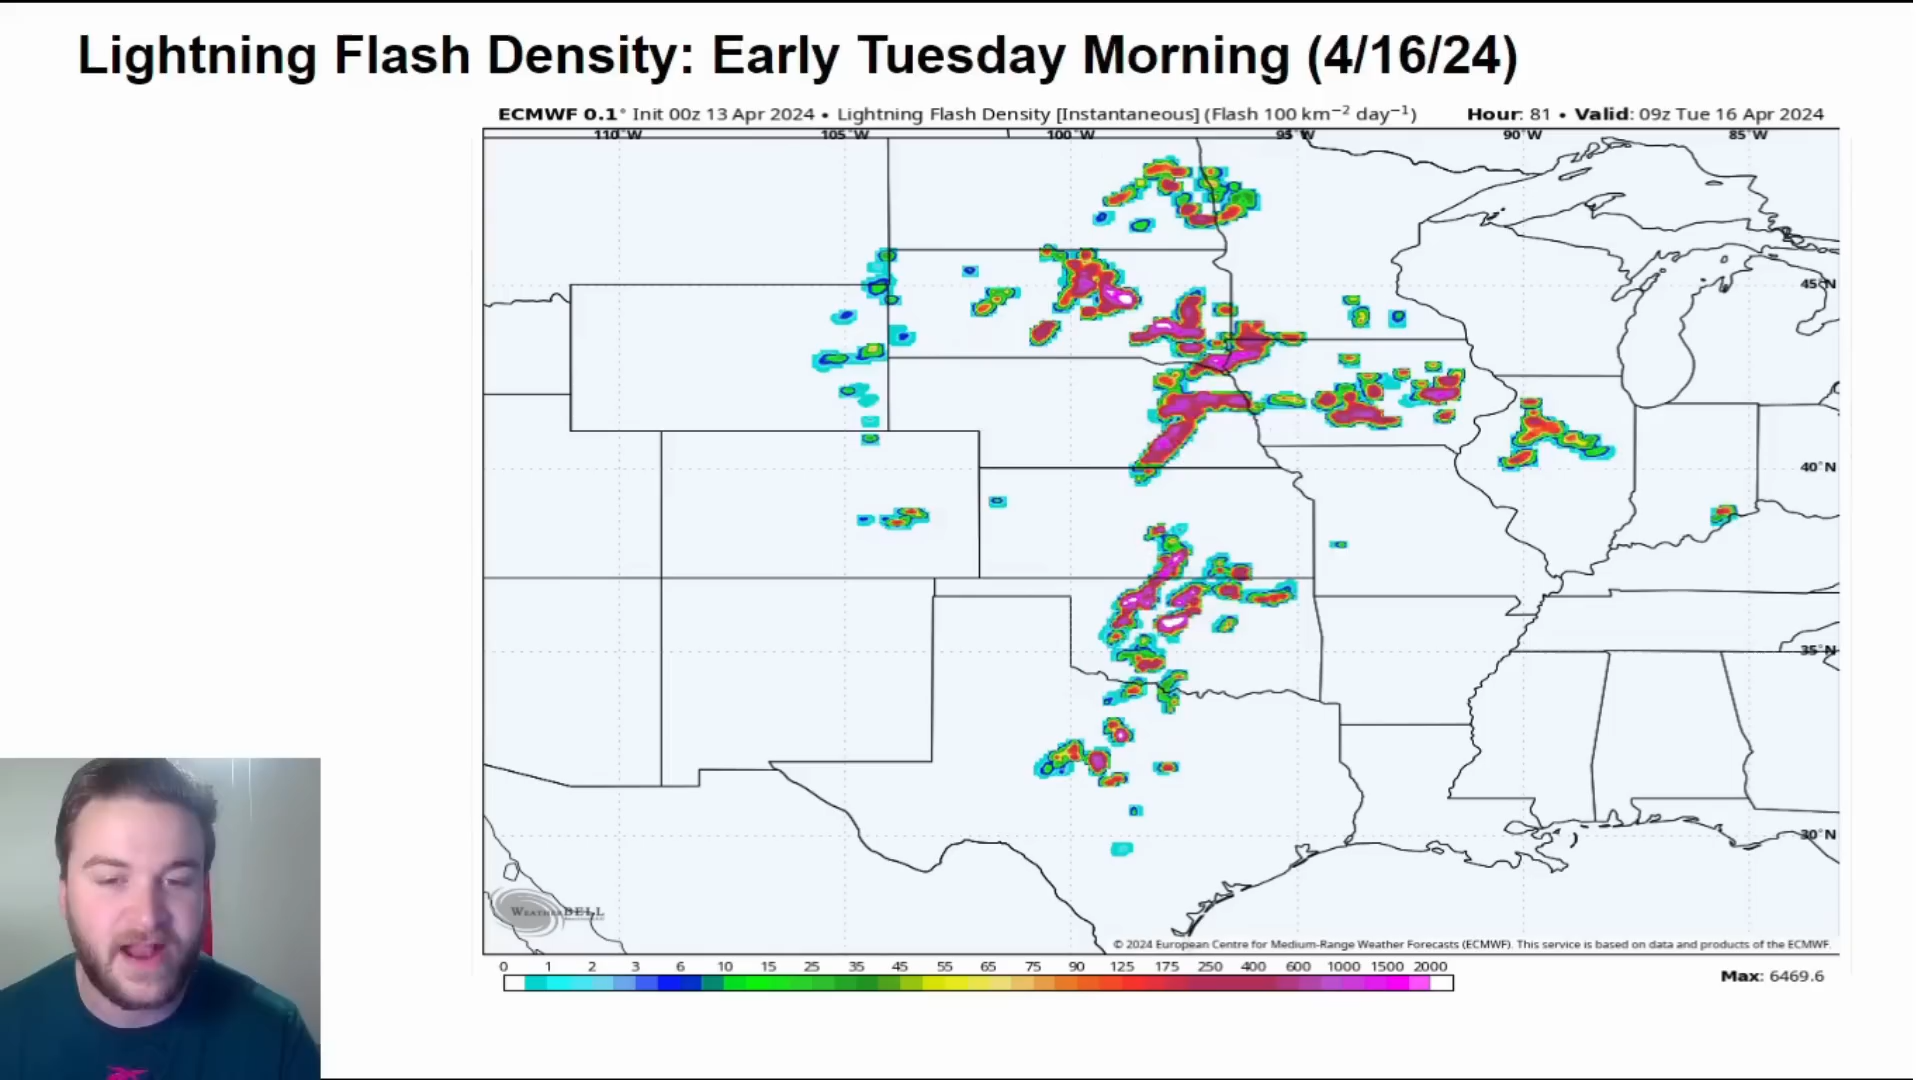 Lightning Flash Density: Early Tuesday Morning (4/16/24)
ECMWF 0.1° Init 00z 13 Apr 2024 • Lightning Flash Density [Instantaneous] (Flash 100 km−2 day−1) Hour: 81 • Valid: 09z Tue 16 Apr 2024
110°W 105°W 100°W 95°W 90°W 85°W
45°N
40°N
35°N
30°N
WEATHERBELL
© 2024 European Centre for Medium-Range Weather Forecasts (ECMWF). This service is based on data and products of the ECMWF.
0 1 2 3 6 10 15 25 35 45 55 65 75 90 125 175 250 400 600 1000 1500 2000
Max: 6469.6